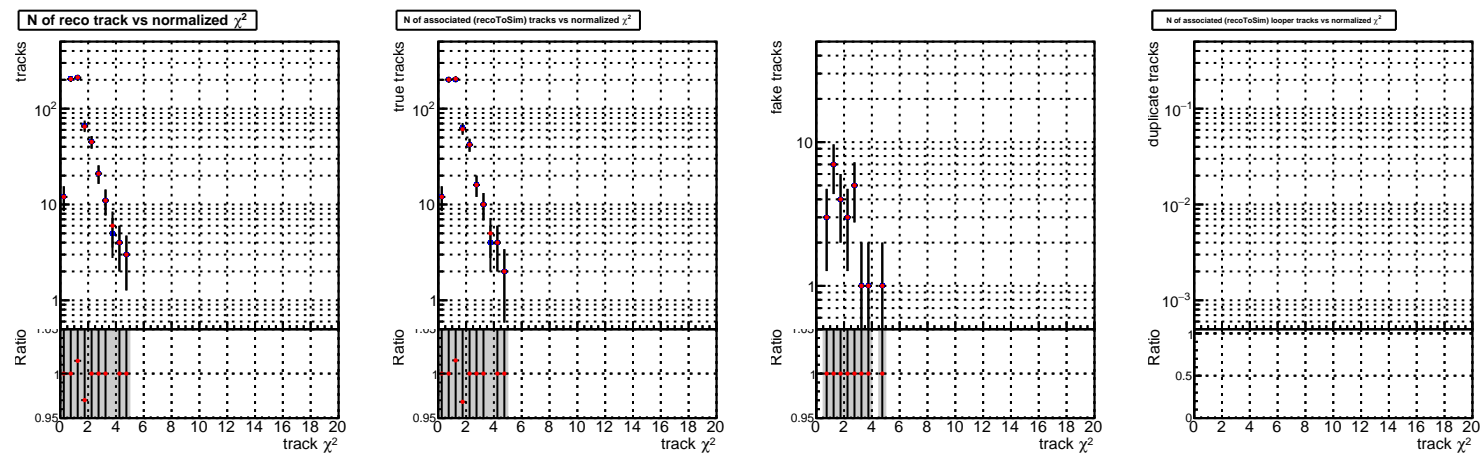 N of reco track vs normalized χ²
tracks
10²
10
1
Ratio
1.05
1
0.95
0 2 4 6 8 10 12 14 16 18 20
track χ²
N of associated (recoToSim) tracks vs normalized χ²
true tracks
10²
10
1
Ratio
1.05
1
0.95
0 2 4 6 8 10 12 14 16 18 20
track χ²
fake tracks
10
1
Ratio
1.05
1
0.95
0 2 4 6 8 10 12 14 16 18 20
track χ²
N of associated (recoToSim) looper tracks vs normalized χ²
duplicate tracks
10⁻¹
10⁻²
10⁻³
Ratio
1
0.5
0
0 2 4 6 8 10 12 14 16 18 20
track χ²